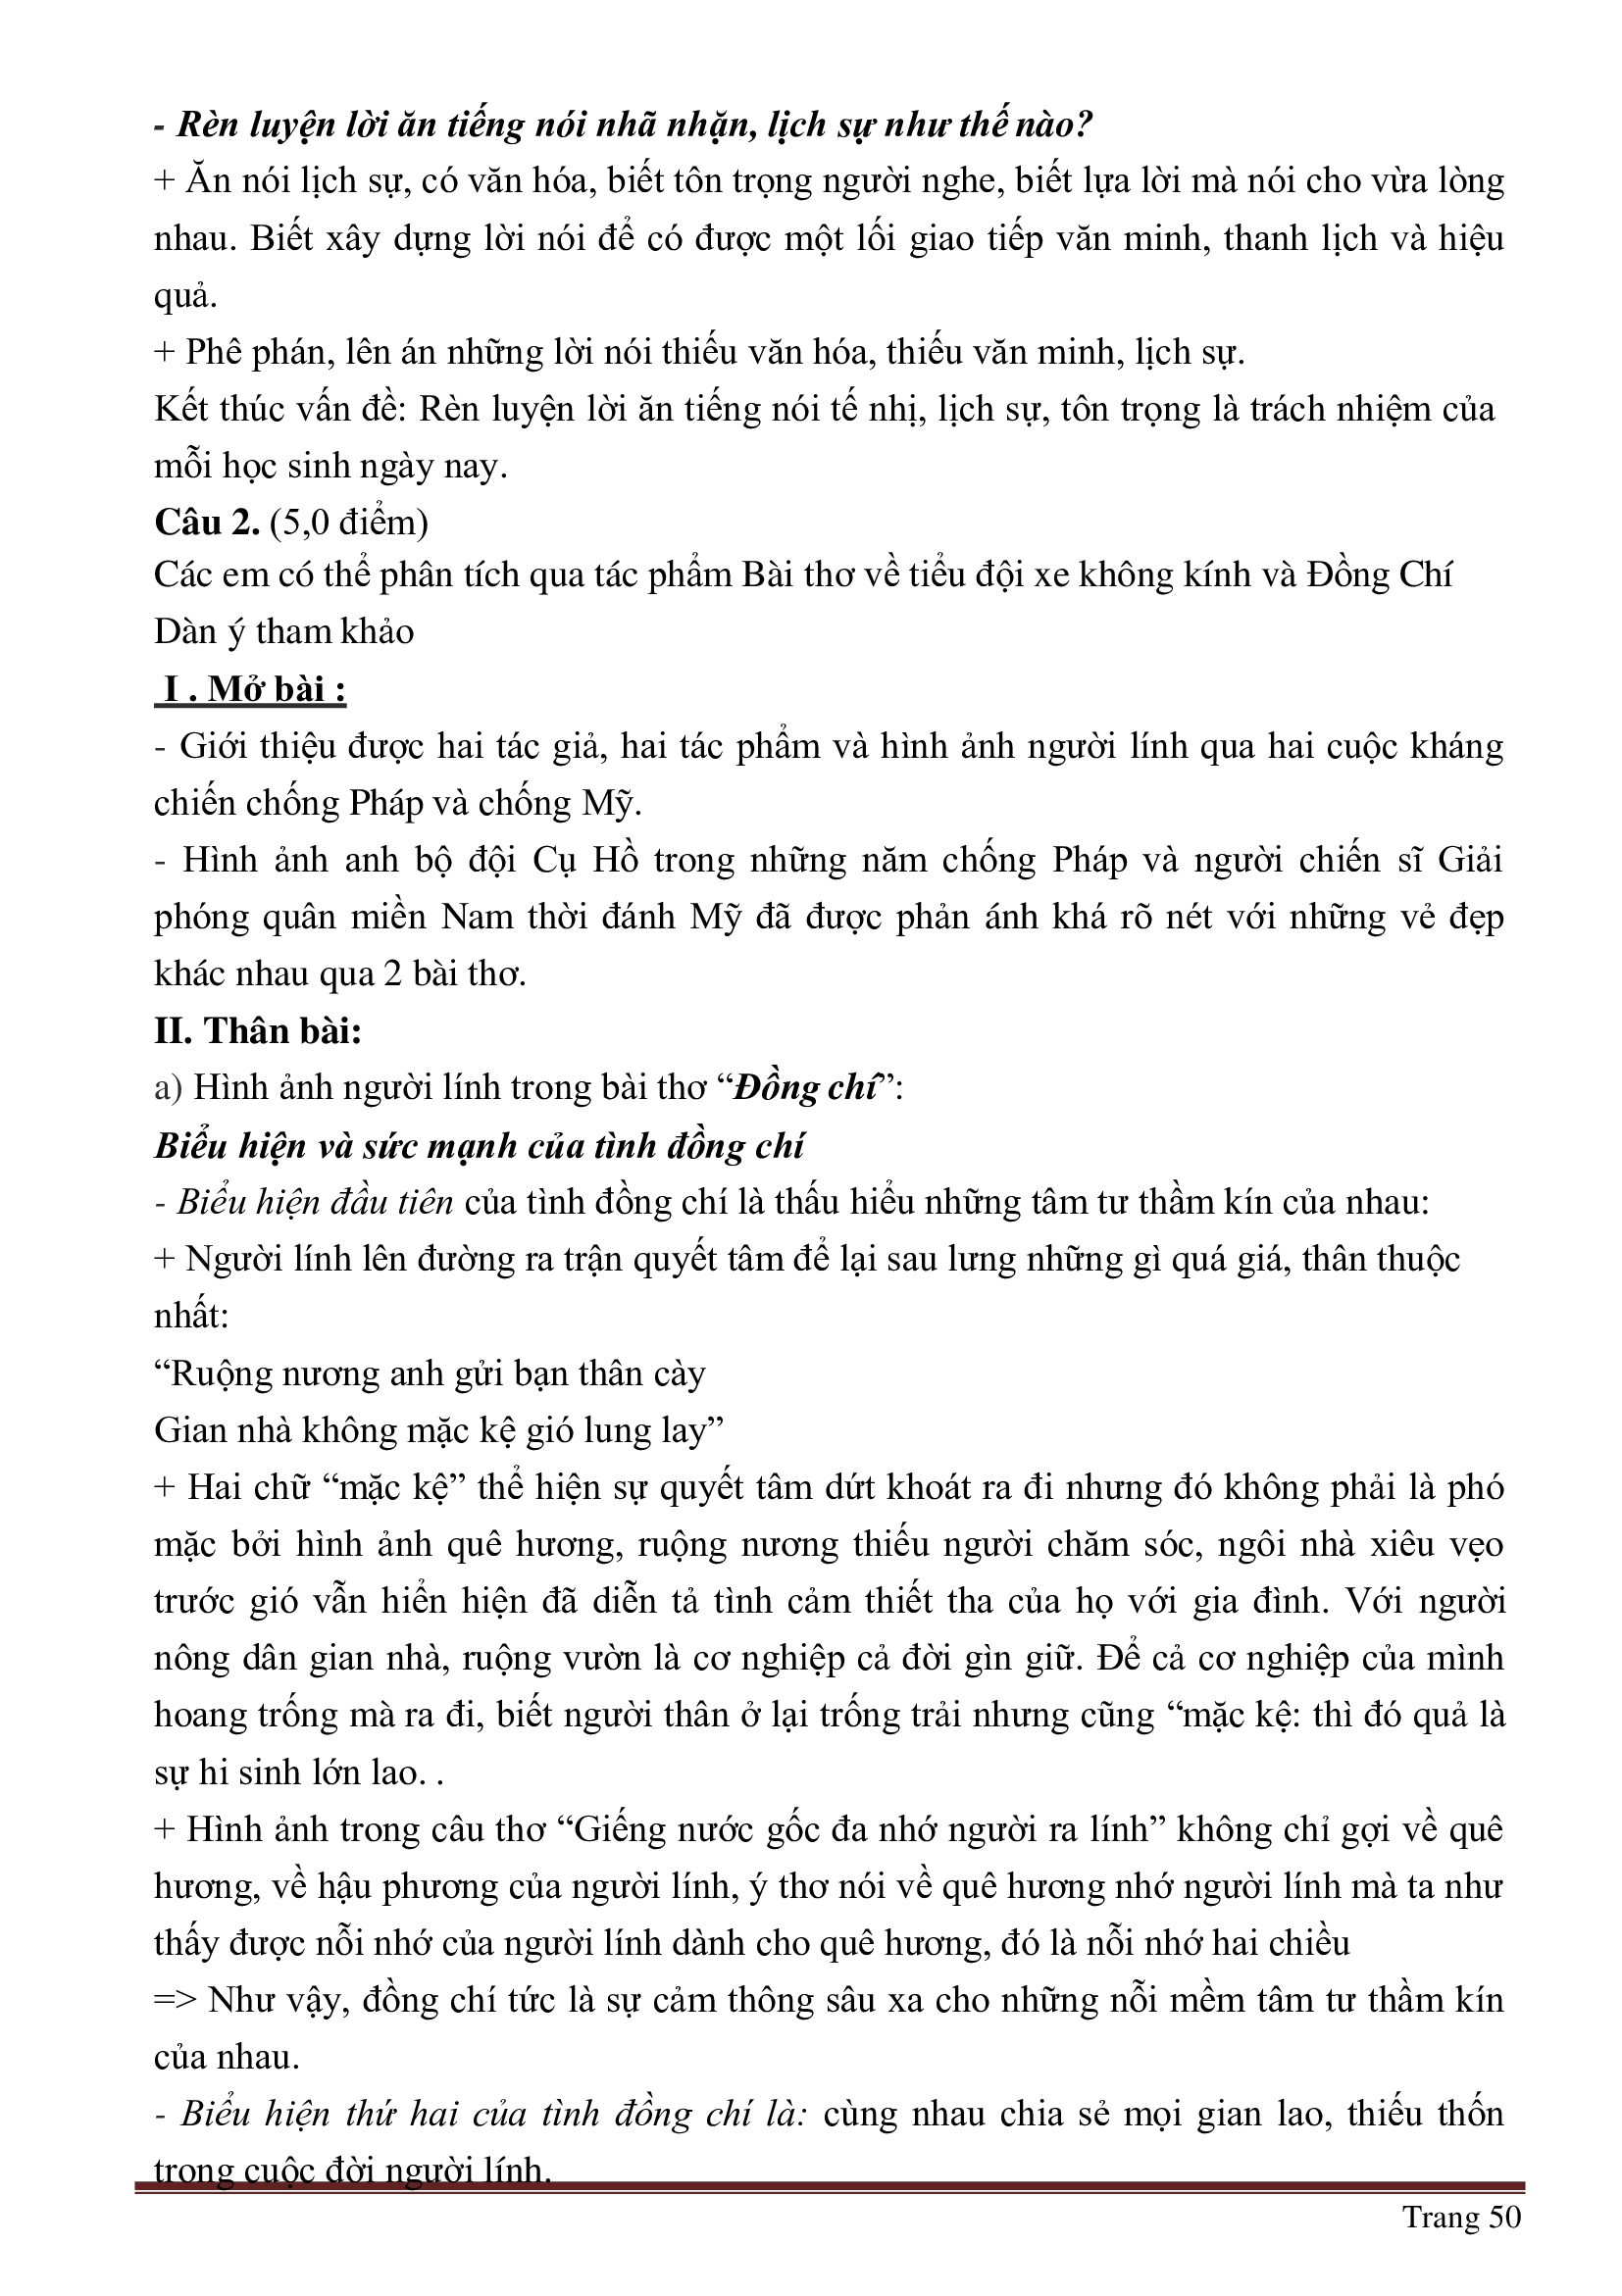 - Rèn luyện lời ăn tiếng nói nhã nhặn, lịch sự như thế nào?
+ Ăn nói lịch sự, có văn hóa, biết tôn trọng người nghe, biết lựa lời mà nói cho vừa lòng
nhau. Biết xây dựng lời nói để có được một lối giao tiếp văn minh, thanh lịch và hiệu
quả.
+ Phê phán, lên án những lời nói thiếu văn hóa, thiếu văn minh, lịch sự.
Kết thúc vấn đề: Rèn luyện lời ăn tiếng nói tế nhị, lịch sự, tôn trọng là trách nhiệm của
mỗi học sinh ngày nay.
Câu 2. (5,0 điểm)
Các em có thể phân tích qua tác phẩm Bài thơ về tiểu đội xe không kính và Đồng Chí
Dàn ý tham khảo
I . Mở bài :
- Giới thiệu được hai tác giả, hai tác phẩm và hình ảnh người lính qua hai cuộc kháng
chiến chống Pháp và chống Mỹ.
- Hình ảnh anh bộ đội Cụ Hồ trong những năm chống Pháp và người chiến sĩ Giải
phóng quân miền Nam thời đánh Mỹ đã được phản ánh khá rõ nét với những vẻ đẹp
khác nhau qua 2 bài thơ.
II. Thân bài:
a) Hình ảnh người lính trong bài thơ “Đồng chí”:
Biểu hiện và sức mạnh của tình đồng chí
- Biểu hiện đầu tiên của tình đồng chí là thấu hiểu những tâm tư thầm kín của nhau:
+ Người lính lên đường ra trận quyết tâm để lại sau lưng những gì quá giá, thân thuộc
nhất:
“Ruộng nương anh gửi bạn thân cày
Gian nhà không mặc kệ gió lung lay”
+ Hai chữ “mặc kệ” thể hiện sự quyết tâm dứt khoát ra đi nhưng đó không phải là phó
mặc bởi hình ảnh quê hương, ruộng nương thiếu người chăm sóc, ngôi nhà xiêu vẹo
trước gió vẫn hiển hiện đã diễn tả tình cảm thiết tha của họ với gia đình. Với người
nông dân gian nhà, ruộng vườn là cơ nghiệp cả đời gìn giữ. Để cả cơ nghiệp của mình
hoang trống mà ra đi, biết người thân ở lại trống trải nhưng cũng “mặc kệ: thì đó quả là
sự hi sinh lớn lao. .
+ Hình ảnh trong câu thơ “Giếng nước gốc đa nhớ người ra lính” không chỉ gợi về quê
hương, về hậu phương của người lính, ý thơ nói về quê hương nhớ người lính mà ta như
thấy được nỗi nhớ của người lính dành cho quê hương, đó là nỗi nhớ hai chiều
=> Như vậy, đồng chí tức là sự cảm thông sâu xa cho những nỗi mềm tâm tư thầm kín
của nhau.
- Biểu hiện thứ hai của tình đồng chí là: cùng nhau chia sẻ mọi gian lao, thiếu thốn
trong cuộc đời người lính.
Trang 50